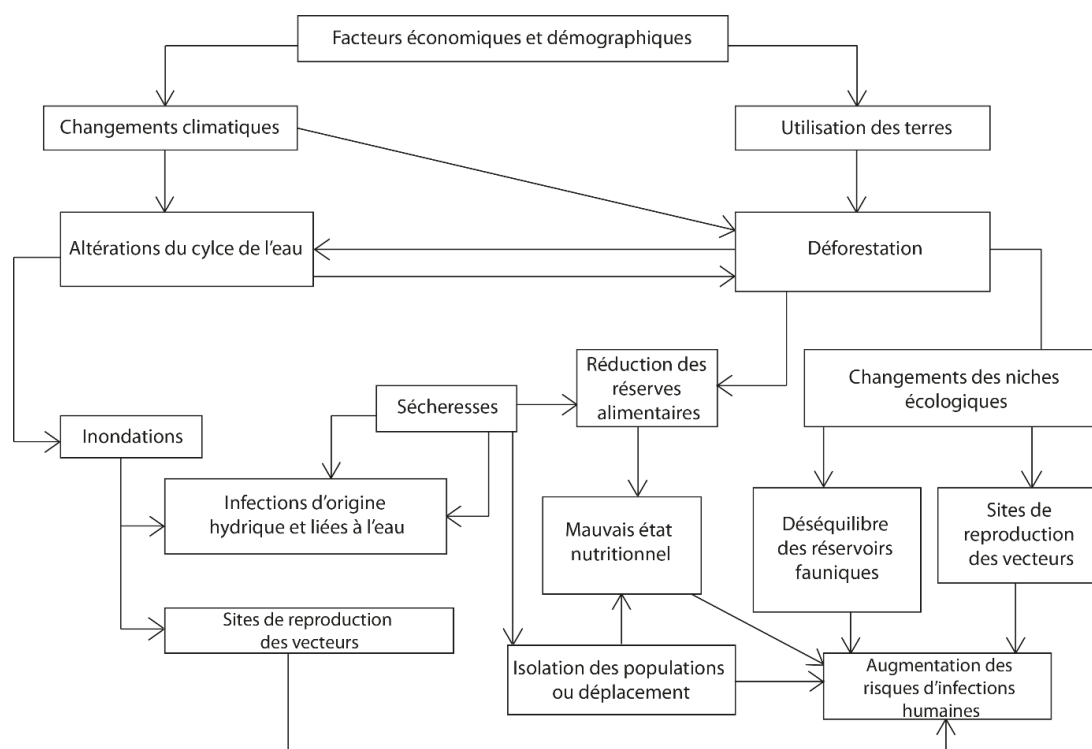 Facteurs économiques et démographiques
Changements climatiques
Utilisation des terres
Altérations du cylce de l'eau
Déforestation
Réduction des
réserves
alimentaires
Changements des niches
écologiques
Sécheresses
Inondations
Infections d'origine
hydrique et liées à l'eau
Mauvais état
nutritionnel
Déséquilibre
des réservoirs
fauniques
Sites de
reproduction
des vecteurs
Sites de reproduction
des vecteurs
Isolation des populations
ou déplacement
Augmentation des
risques d'infections
humaines